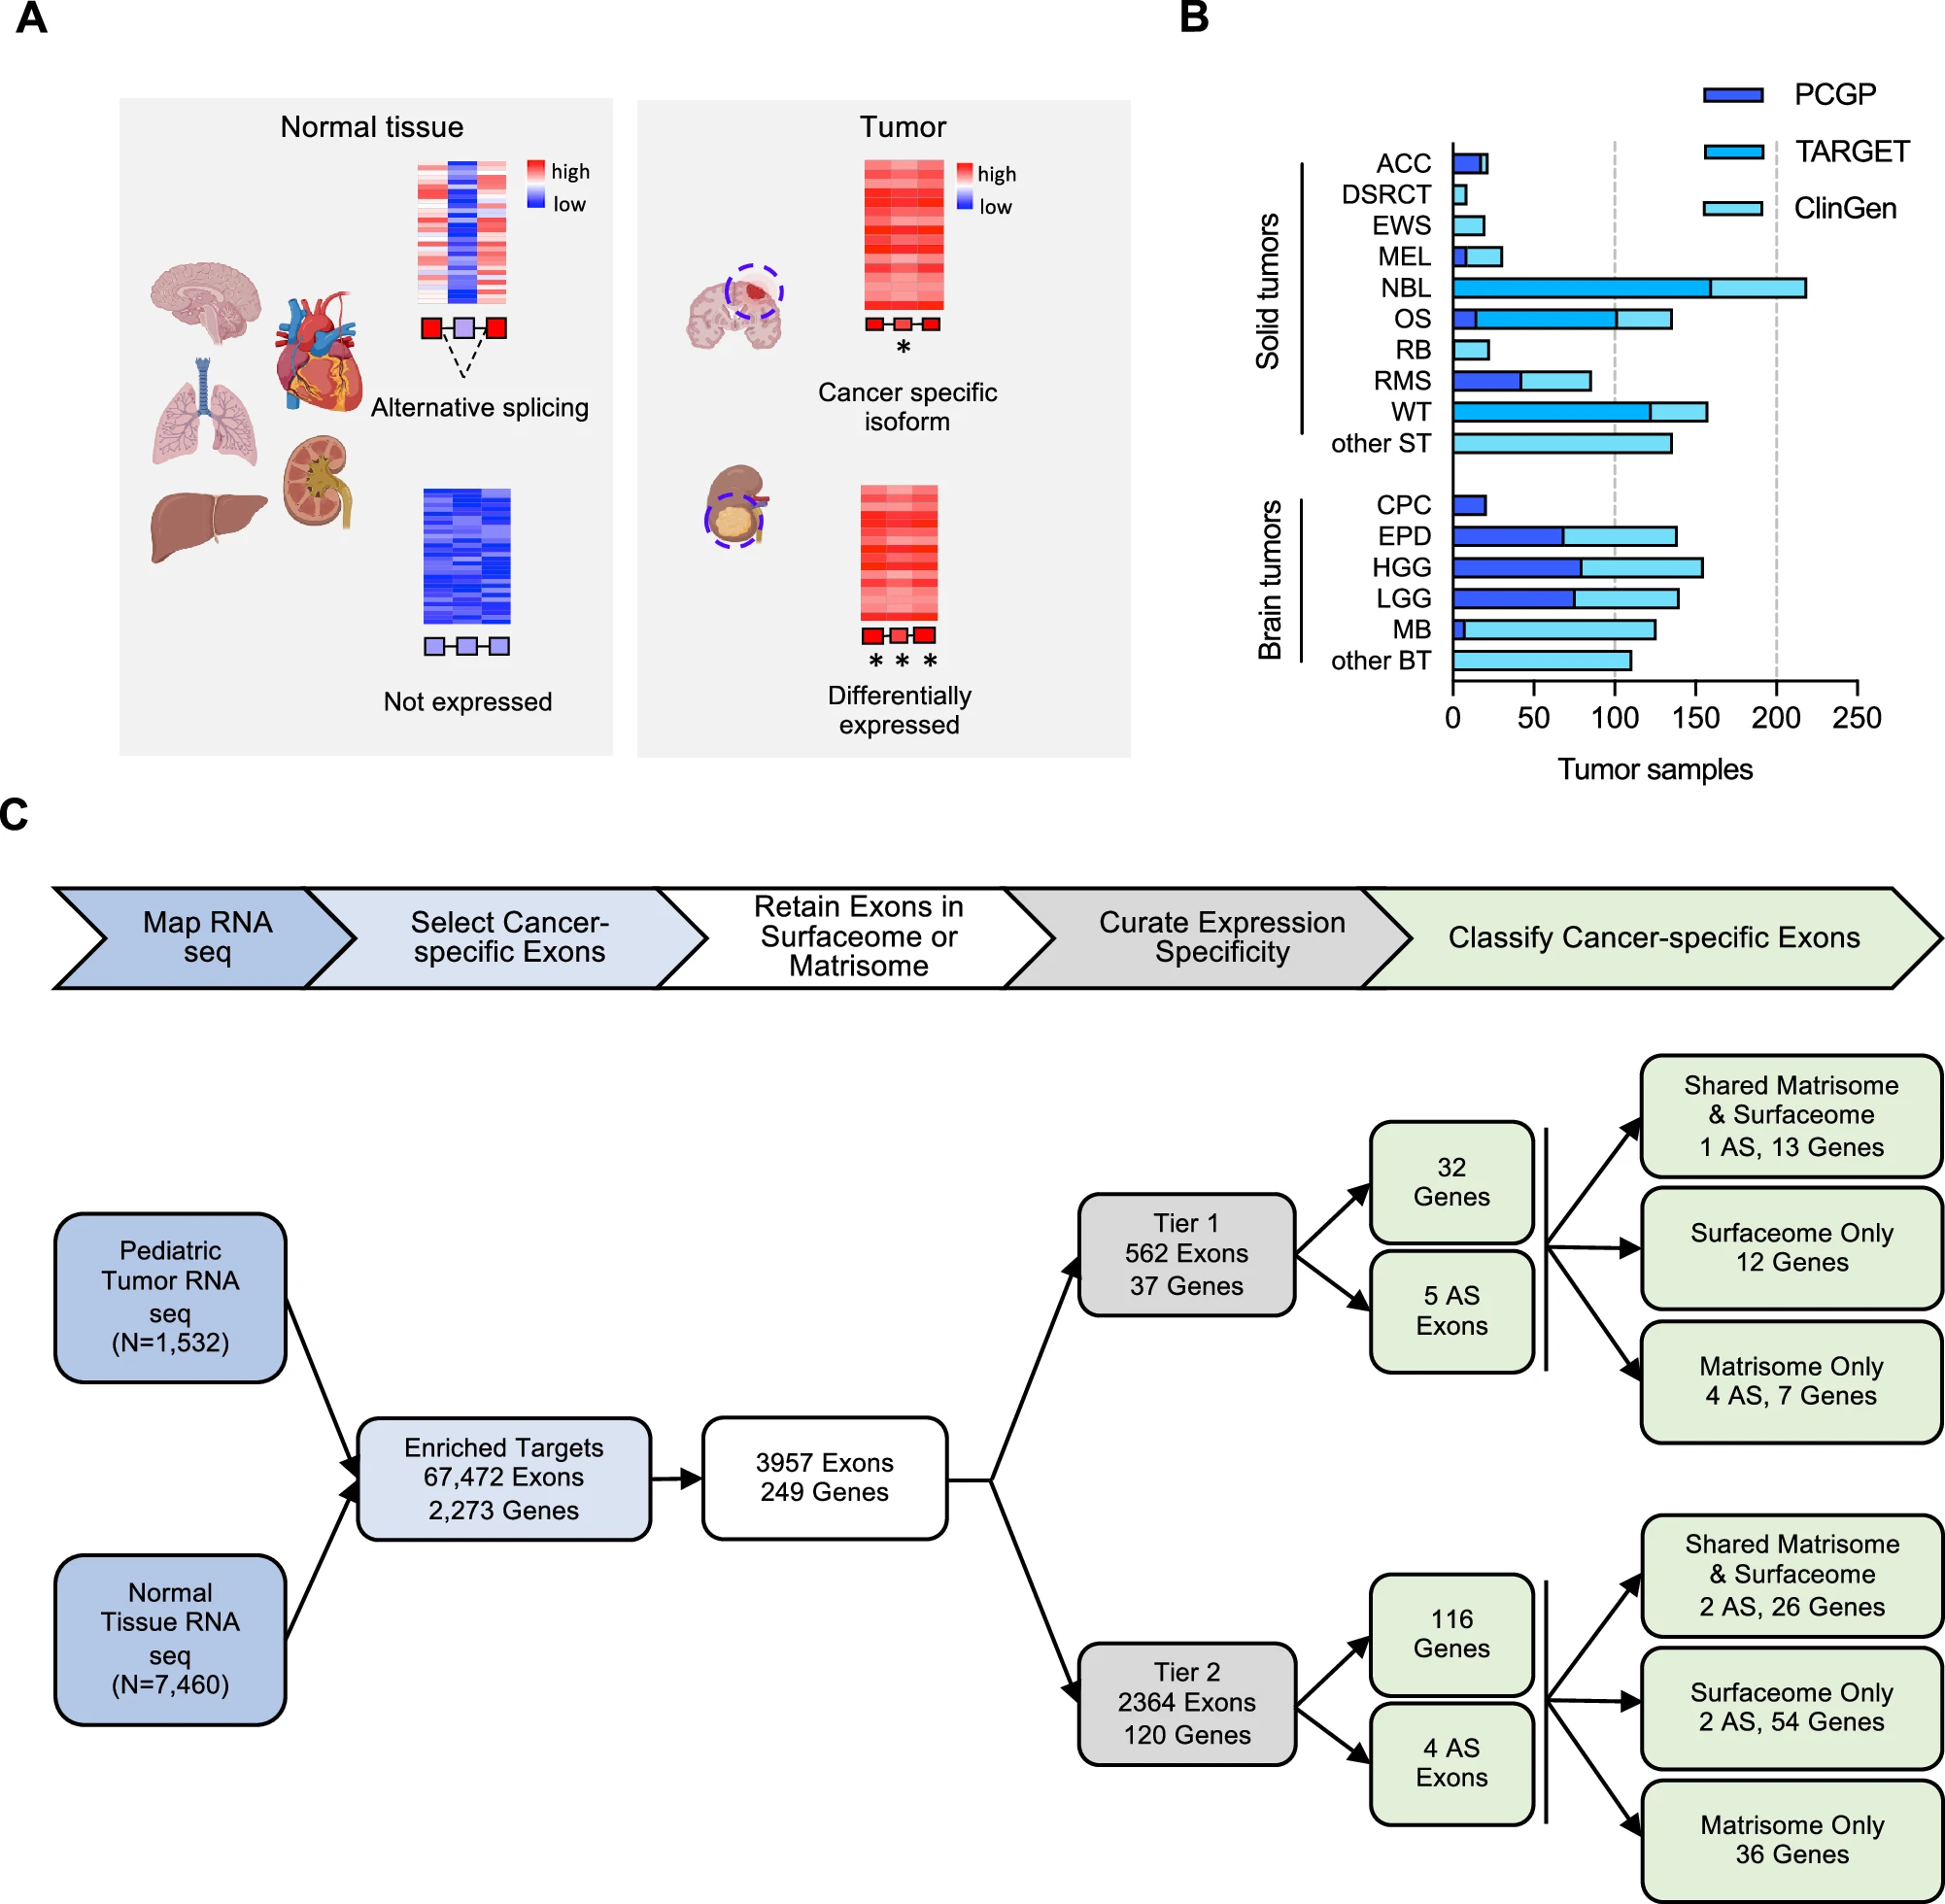 A
Normal tissue
high
low
Alternative splicing
Not expressed
Tumor
high
low
*
Cancer specific
isoform
* * *
Differentially
expressed
B
PCGP
TARGET
ClinGen
Solid tumors
ACC
DSRCT
EWS
MEL
NBL
OS
RB
RMS
WT
other ST
Brain tumors
CPC
EPD
HGG
LGG
MB
other BT
0 50 100 150 200 250
Tumor samples
C
Map RNA
seq
Select Cancer-
specific Exons
Retain Exons in
Surfaceome or
Matrisome
Curate Expression
Specificity
Classify Cancer-specific Exons
Pediatric
Tumor RNA
seq
(N=1,532)
Normal
Tissue RNA
seq
(N=7,460)
Enriched Targets
67,472 Exons
2,273 Genes
3957 Exons
249 Genes
Tier 1
562 Exons
37 Genes
32
Genes
5 AS
Exons
Shared Matrisome
& Surfaceome
1 AS, 13 Genes
Surfaceome Only
12 Genes
Matrisome Only
4 AS, 7 Genes
Tier 2
2364 Exons
120 Genes
116
Genes
4 AS
Exons
Shared Matrisome
& Surfaceome
2 AS, 26 Genes
Surfaceome Only
2 AS, 54 Genes
Matrisome Only
36 Genes